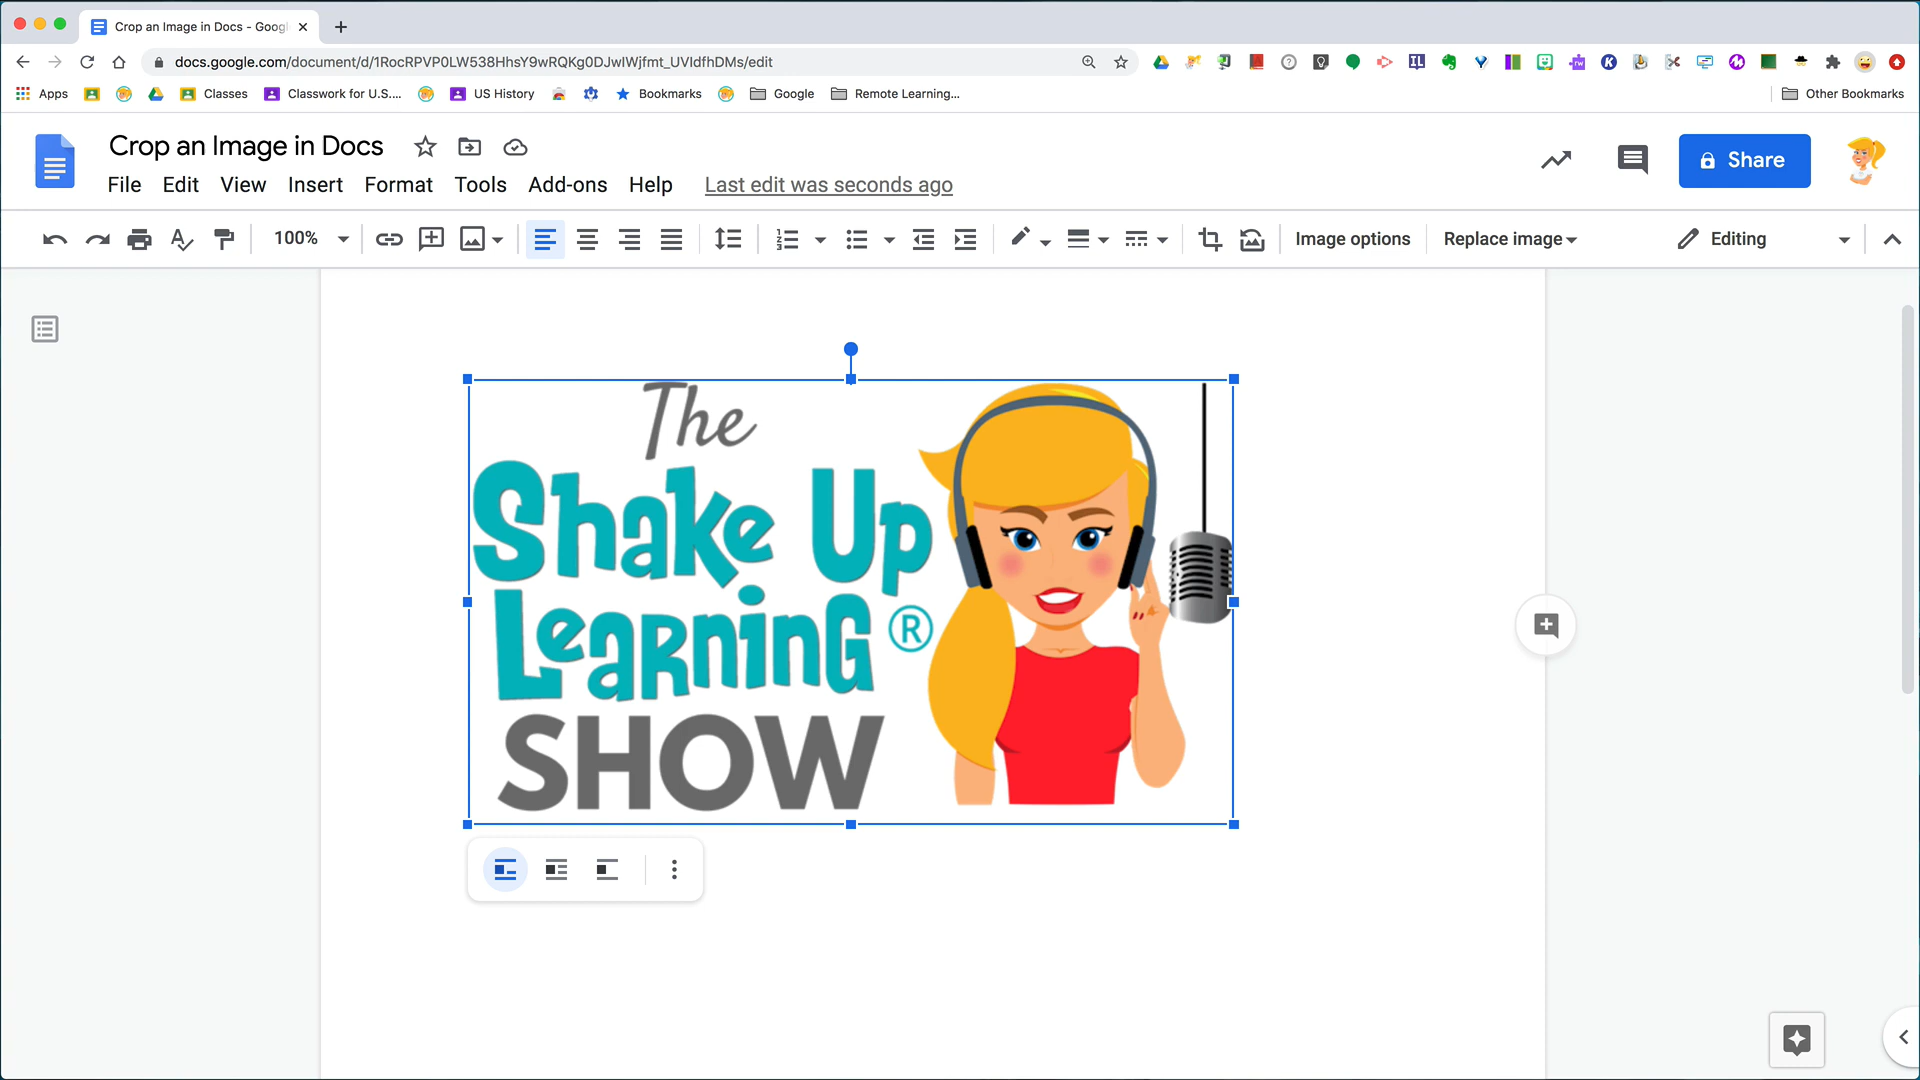 Crop an Image in Docs - Googl
docs.google.com/document/d/1RocRPVP0LW538HhsY9wRQKg0DJwIWjfmt_UVIdfhDMs/edit
Apps Classes Classwork for U.S.... US History Bookmarks Google Remote Learning... Other Bookmarks
Crop an Image in Docs
File Edit View Insert Format Tools Add-ons Help Last edit was seconds ago
Share
100% Image options Replace image Editing
The
Shake Up
Learning ®
SHOW